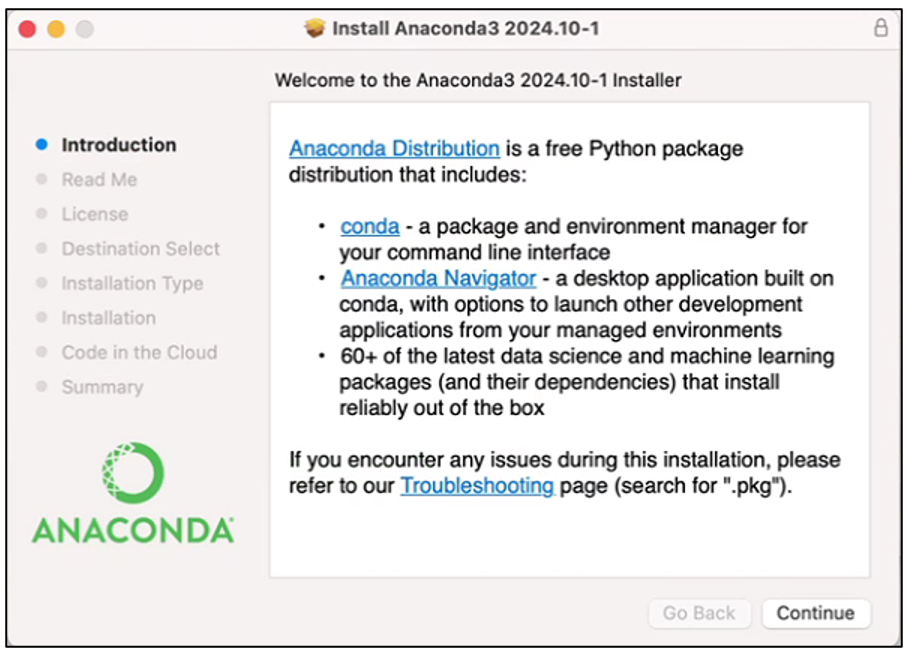 Install Anaconda3 2024.10-1
Welcome to the Anaconda3 2024.10-1 Installer
Introduction
Read Me
License
Destination Select
Installation Type
Installation
Code in the Cloud
Summary
ANACONDA
Anaconda Distribution is a free Python package
distribution that includes:
• conda - a package and environment manager for
your command line interface
• Anaconda Navigator - a desktop application built on
conda, with options to launch other development
applications from your managed environments
• 60+ of the latest data science and machine learning
packages (and their dependencies) that install
reliably out of the box
If you encounter any issues during this installation, please
refer to our Troubleshooting page (search for ".pkg").
Go Back
Continue